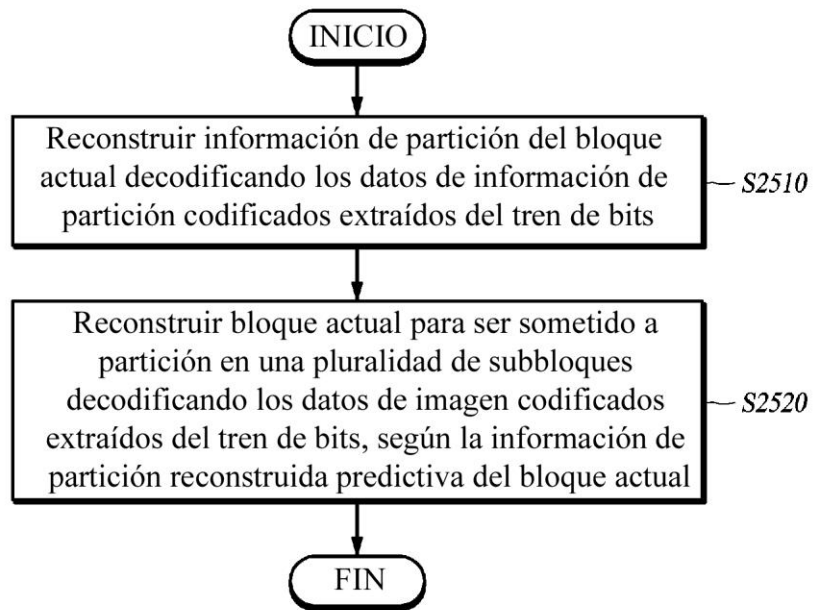 INICIO
Reconstruir información de partición del bloque
actual decodificando los datos de información de
partición codificados extraídos del tren de bits
S2510
Reconstruir bloque actual para ser sometido a
partición en una pluralidad de subbloques
decodificando los datos de imagen codificados
extraídos del tren de bits, según la información de
partición reconstruida predictiva del bloque actual
S2520
FIN